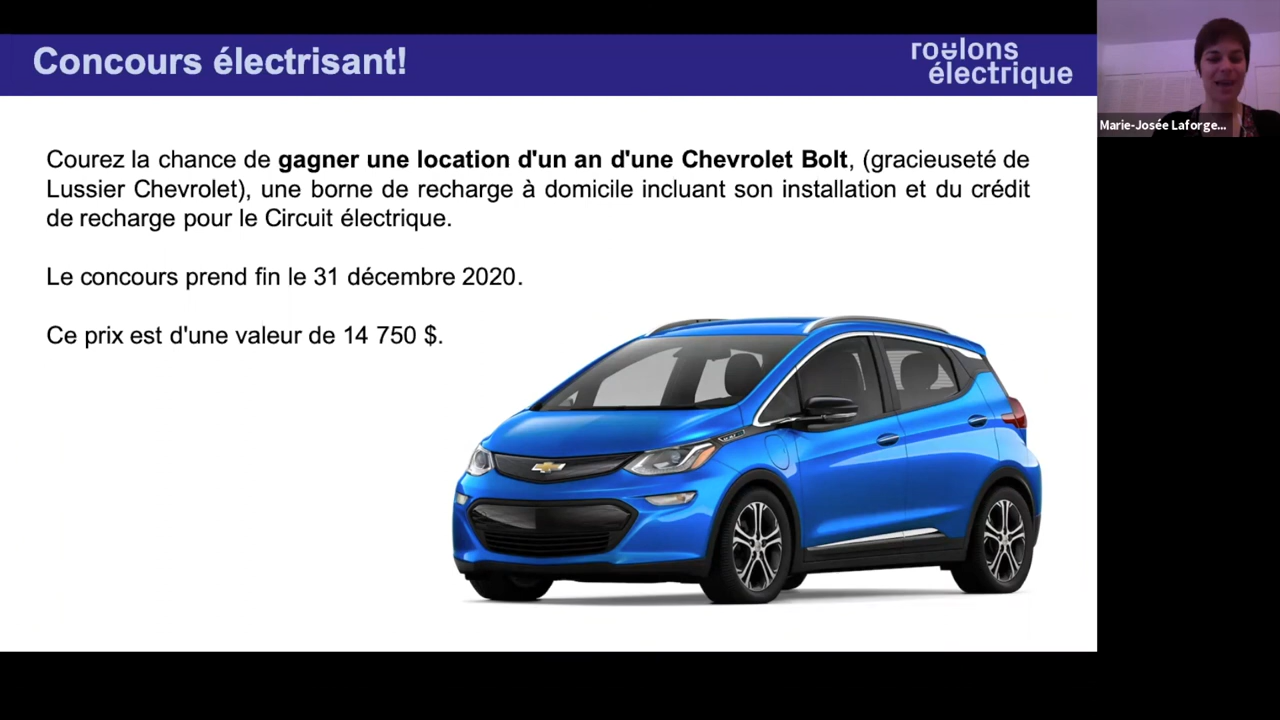 Concours électrisant!
roulons
électrique
Courez la chance de gagner une location d'un an d'une Chevrolet Bolt, (gracieuseté de
Lussier Chevrolet), une borne de recharge à domicile incluant son installation et du crédit
de recharge pour le Circuit électrique.
Le concours prend fin le 31 décembre 2020.
Ce prix est d'une valeur de 14 750 $.
Marie-Josée Laforge...